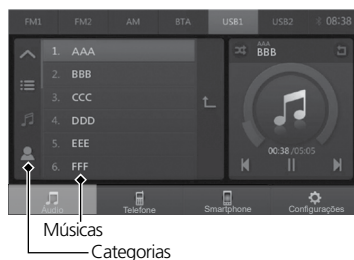 FM1 FM2 AM BTA USB1 USB2 08:38
1. AAA
2. BBB
3. CCC
4. DDD
5. EEE
6. FFF
AAA
BBB
00:38 /05:05
Áudio Telefone Smartphone Configurações
Músicas
Categorias